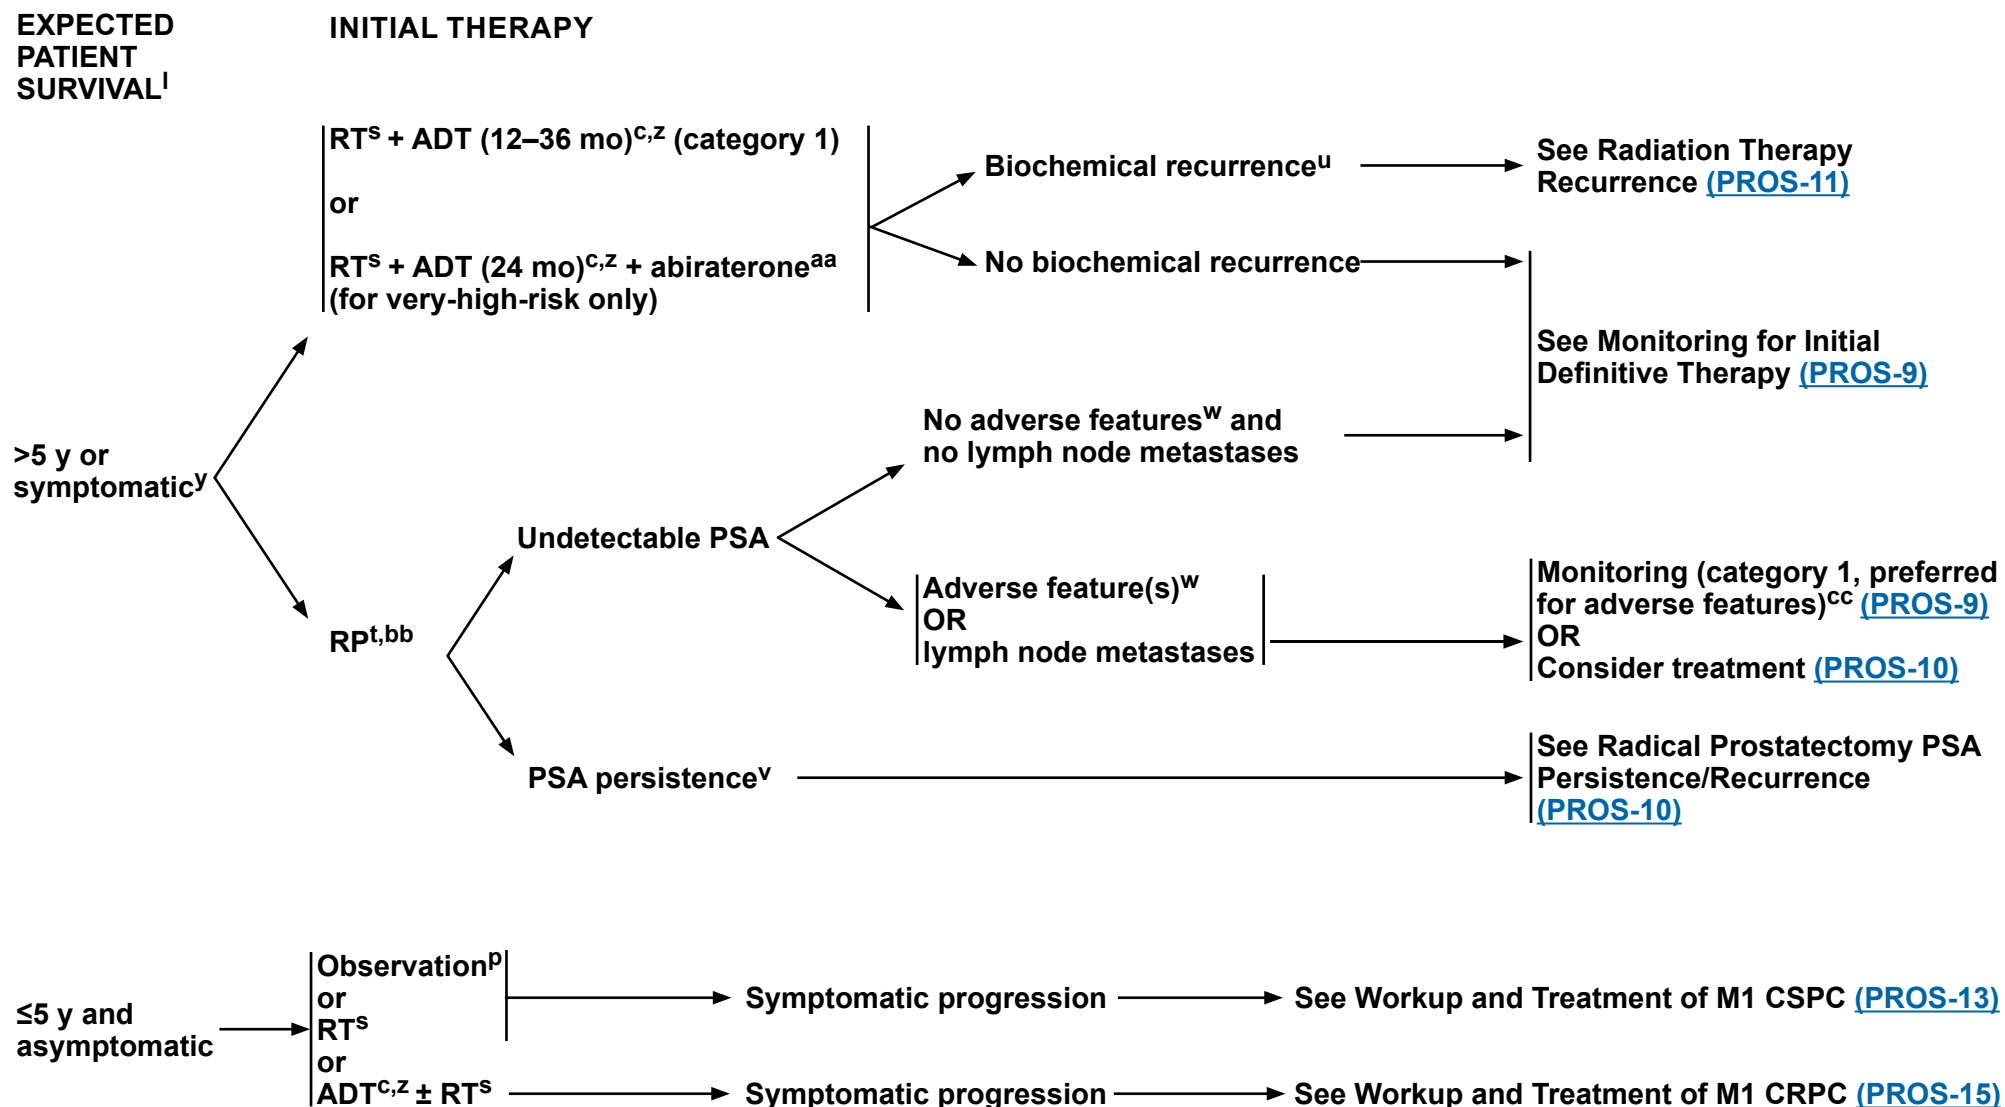 EXPECTED
PATIENT
SURVIVALˡ
INITIAL THERAPY
RTˢ + ADT (12–36 mo)ᶜ,ᶻ (category 1)
or
RTˢ + ADT (24 mo)ᶜ,ᶻ + abirateroneᵃᵃ
(for very-high-risk only)
Biochemical recurrenceᵘ
See Radiation Therapy
Recurrence (PROS-11)
No biochemical recurrence
See Monitoring for Initial
Definitive Therapy (PROS-9)
>5 y or
symptomaticʸ
No adverse featuresʷ and
no lymph node metastases
Undetectable PSA
Adverse feature(s)ʷ
OR
lymph node metastases
Monitoring (category 1, preferred
for adverse features)ᶜᶜ (PROS-9)
OR
Consider treatment (PROS-10)
RPᵗ,ᵇᵇ
PSA persistenceᵛ
See Radical Prostatectomy PSA
Persistence/Recurrence
(PROS-10)
≤5 y and
asymptomatic
Observationᵖ
or
RTˢ
or
ADTᶜ,ᶻ ± RTˢ
Symptomatic progression
See Workup and Treatment of M1 CSPC (PROS-13)
Symptomatic progression
See Workup and Treatment of M1 CRPC (PROS-15)